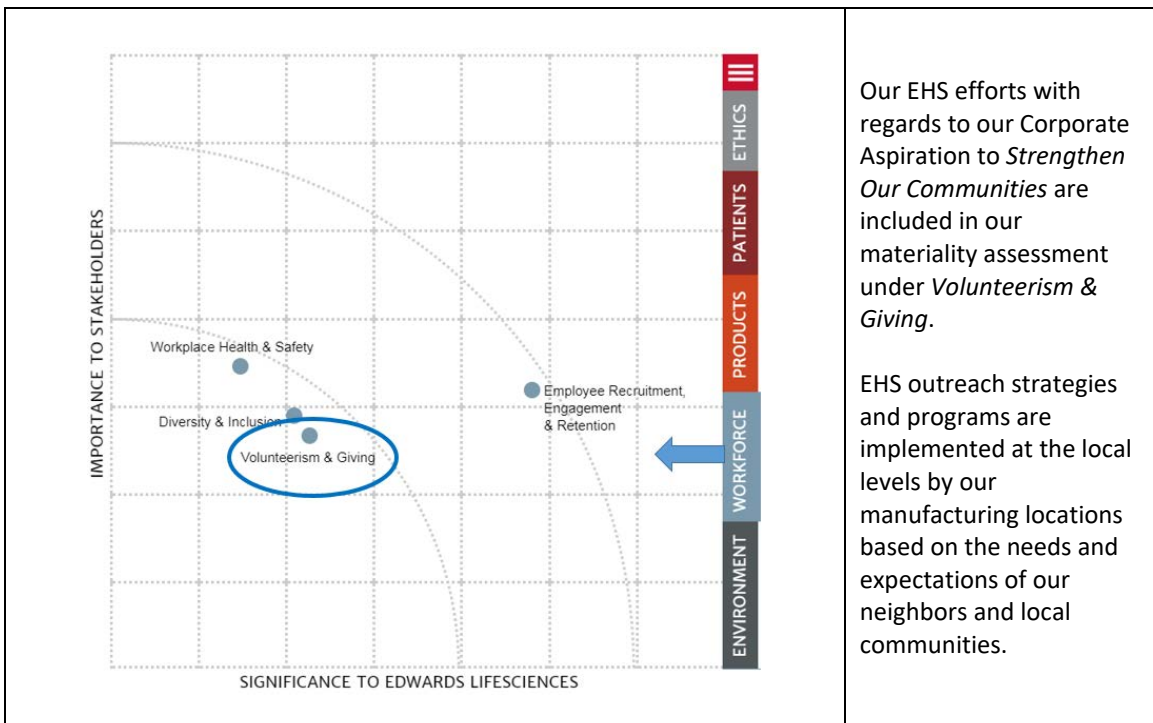 IMPORTANCE TO STAKEHOLDERS
Workplace Health & Safety
Diversity & Inclusion
Volunteerism & Giving
Employee Recruitment,
Engagement
& Retention
SIGNIFICANCE TO EDWARDS LIFESCIENCES
ETHICS
PATIENTS
PRODUCTS
WORKFORCE
ENVIRONMENT
Our EHS efforts with
regards to our Corporate
Aspiration to Strengthen
Our Communities are
included in our
materiality assessment
under Volunteerism &
Giving.
EHS outreach strategies
and programs are
implemented at the local
levels by our
manufacturing locations
based on the needs and
expectations of our
neighbors and local
communities.